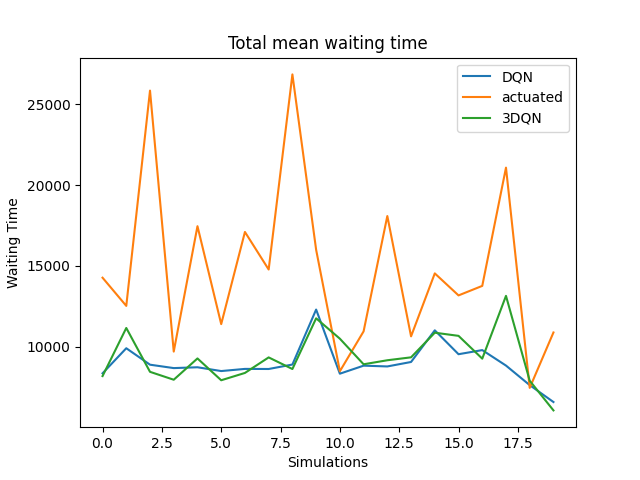 Total mean waiting time
DQN
actuated
3DQN
Waiting Time
25000
20000
15000
10000
0.0 2.5 5.0 7.5 10.0 12.5 15.0 17.5
Simulations